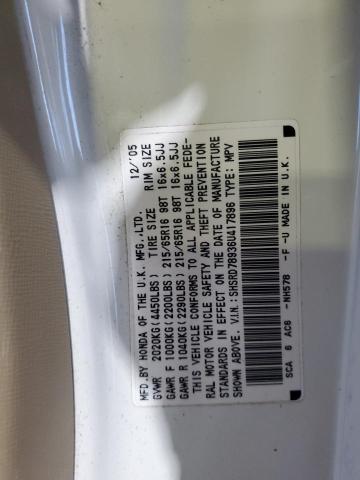 MFD.BY HONDA OF THE U.K. MFG.,LTD. 12/'05
GVWR 2020KG(4450LBS) TIRE SIZE RIM SIZE
GAWR F 1000KG(2200LBS) 215/65R16 98T 16x6.5JJ
GAWR R 1040KG(2290LBS) 215/65R16 98T 16x6.5JJ
THIS VEHICLE CONFORMS TO ALL APPLICABLE FEDE-
RAL MOTOR VEHICLE SAFETY AND THEFT PREVENTION
STANDARDS IN EFFECT ON THE DATE OF MANUFACTURE
SHOWN ABOVE. V.I.N.:SHSRD78936U417896 TYPE: MPV
SCA 6 AC6 -NH578 -F -U MADE IN U.K.